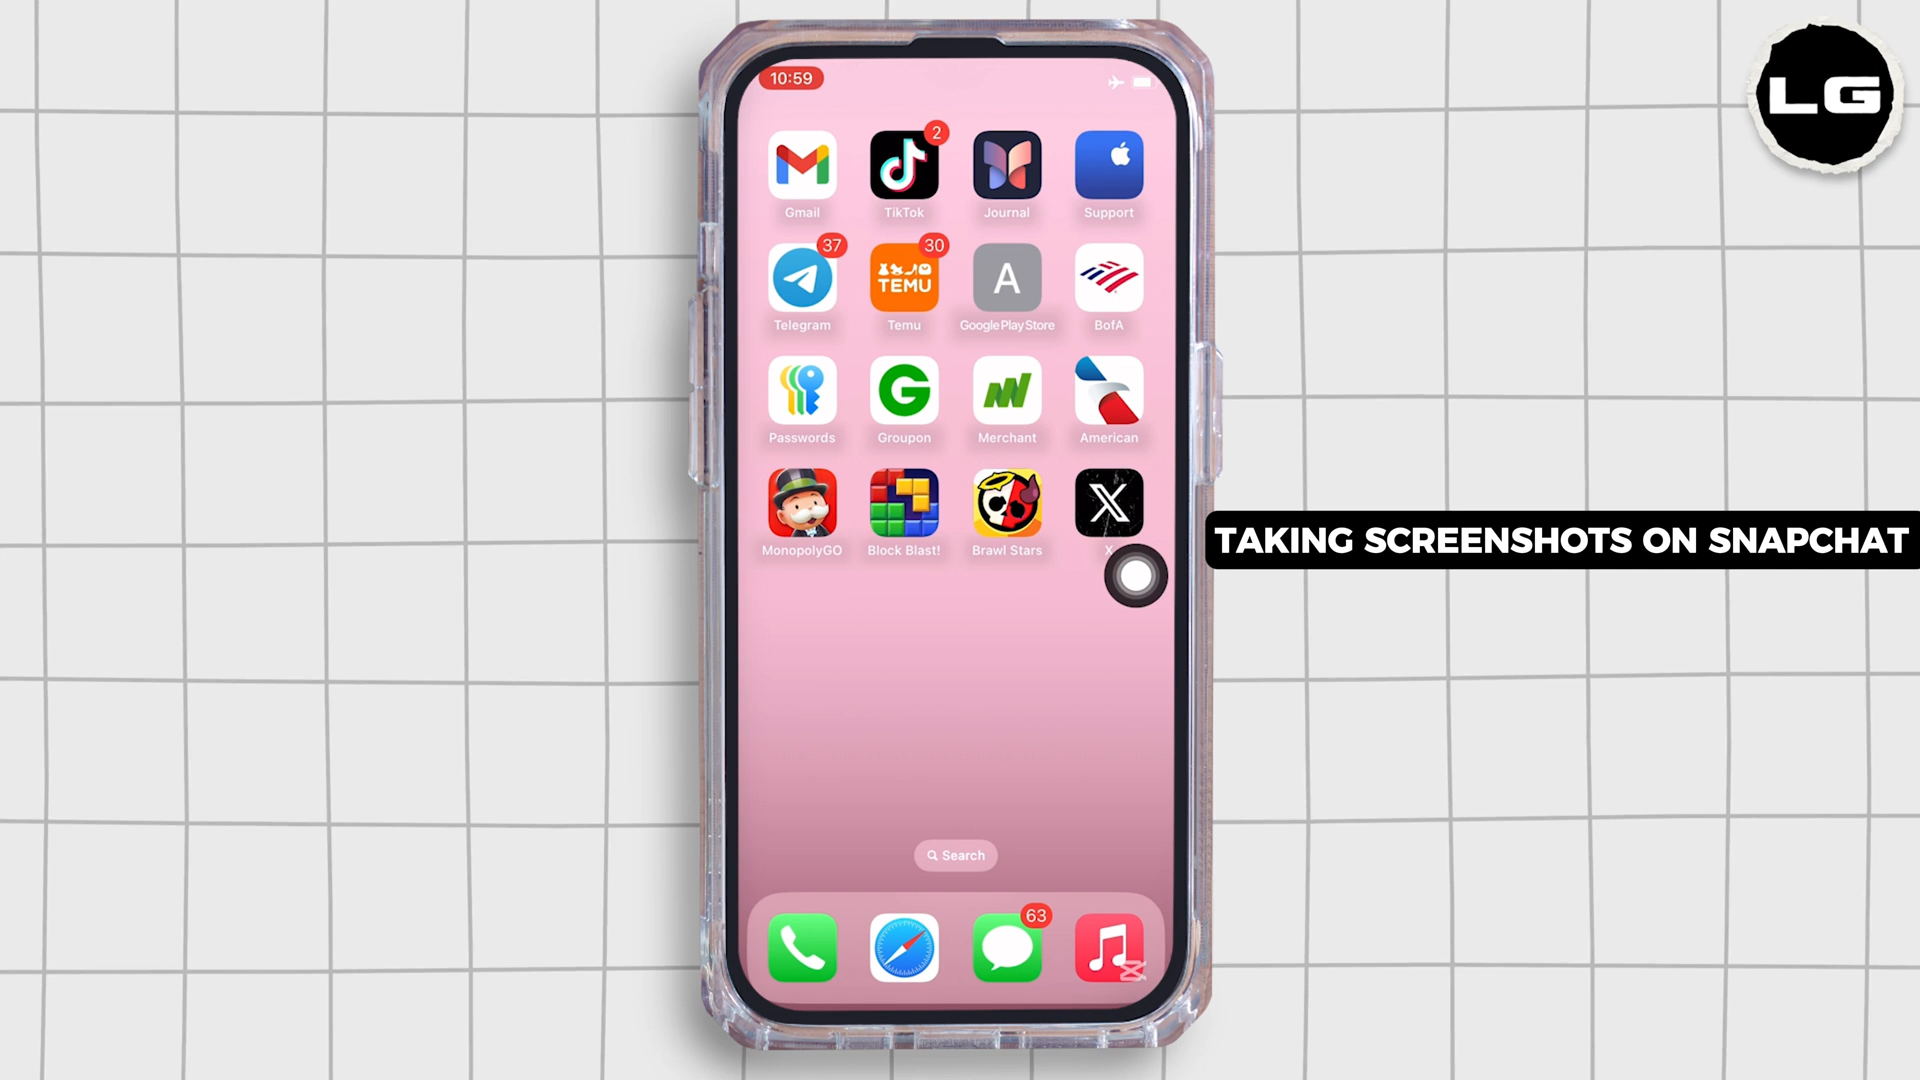 LG
10:59
2
Gmail
TikTok
Journal
Support
37
30
TEMU
A
Telegram
Temu
Google Play Store
BofA
G
Passwords
Groupon
Merchant
American
X
MonopolyGO
Block Blast!
Brawl Stars
X
TAKING SCREENSHOTS ON SNAPCHAT
Search
63